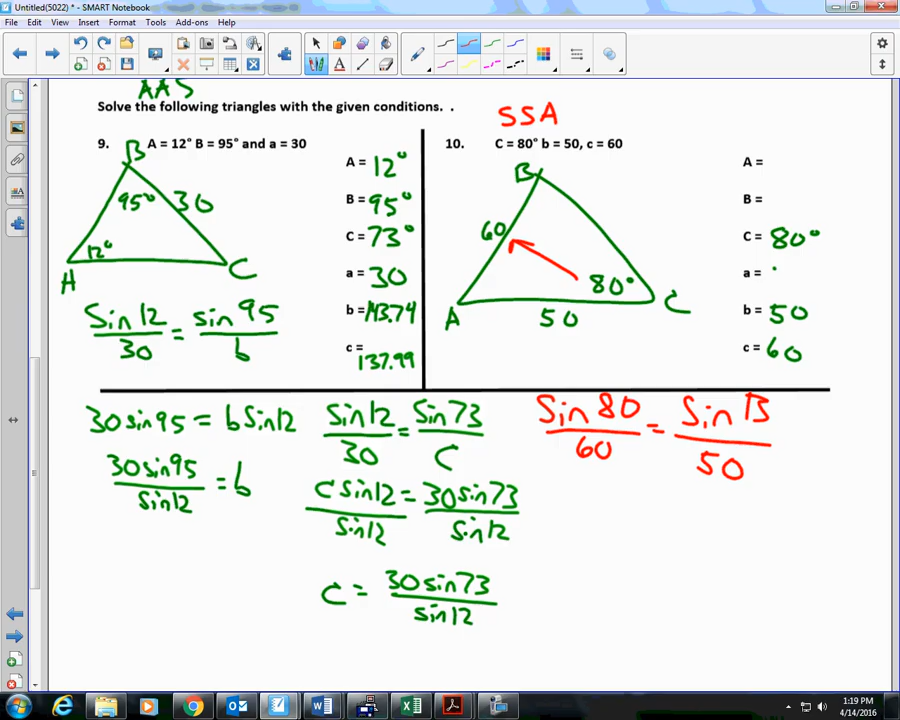 Untitled(5022) * - SMART Notebook
File Edit View Insert Format Tools Add-ons Help
AAS
Solve the following triangles with the given conditions. .
SSA
9. A = 12° B = 95° and a = 30
10. C = 80° b = 50, c = 60
B
95°
30
12°
A
C
A = 12°
B = 95°
C = 73°
a = 30
b = 143.74
c = 137.99
B
60
80°
A
50
C
A =
B =
C = 80°
a =
b = 50
c = 60
Sin 12 / 30 = sin 95 / b
30 sin 95 = b Sin 12
30 sin 95 / sin 12 = b
Sin 12 / 30 = Sin 73 / C
C sin 12 / sin 12 = 30 sin 73 / sin 12
C = 30 sin 73 / sin 12
Sin 80 / 60 = Sin B / 50
1:19 PM
4/14/2016